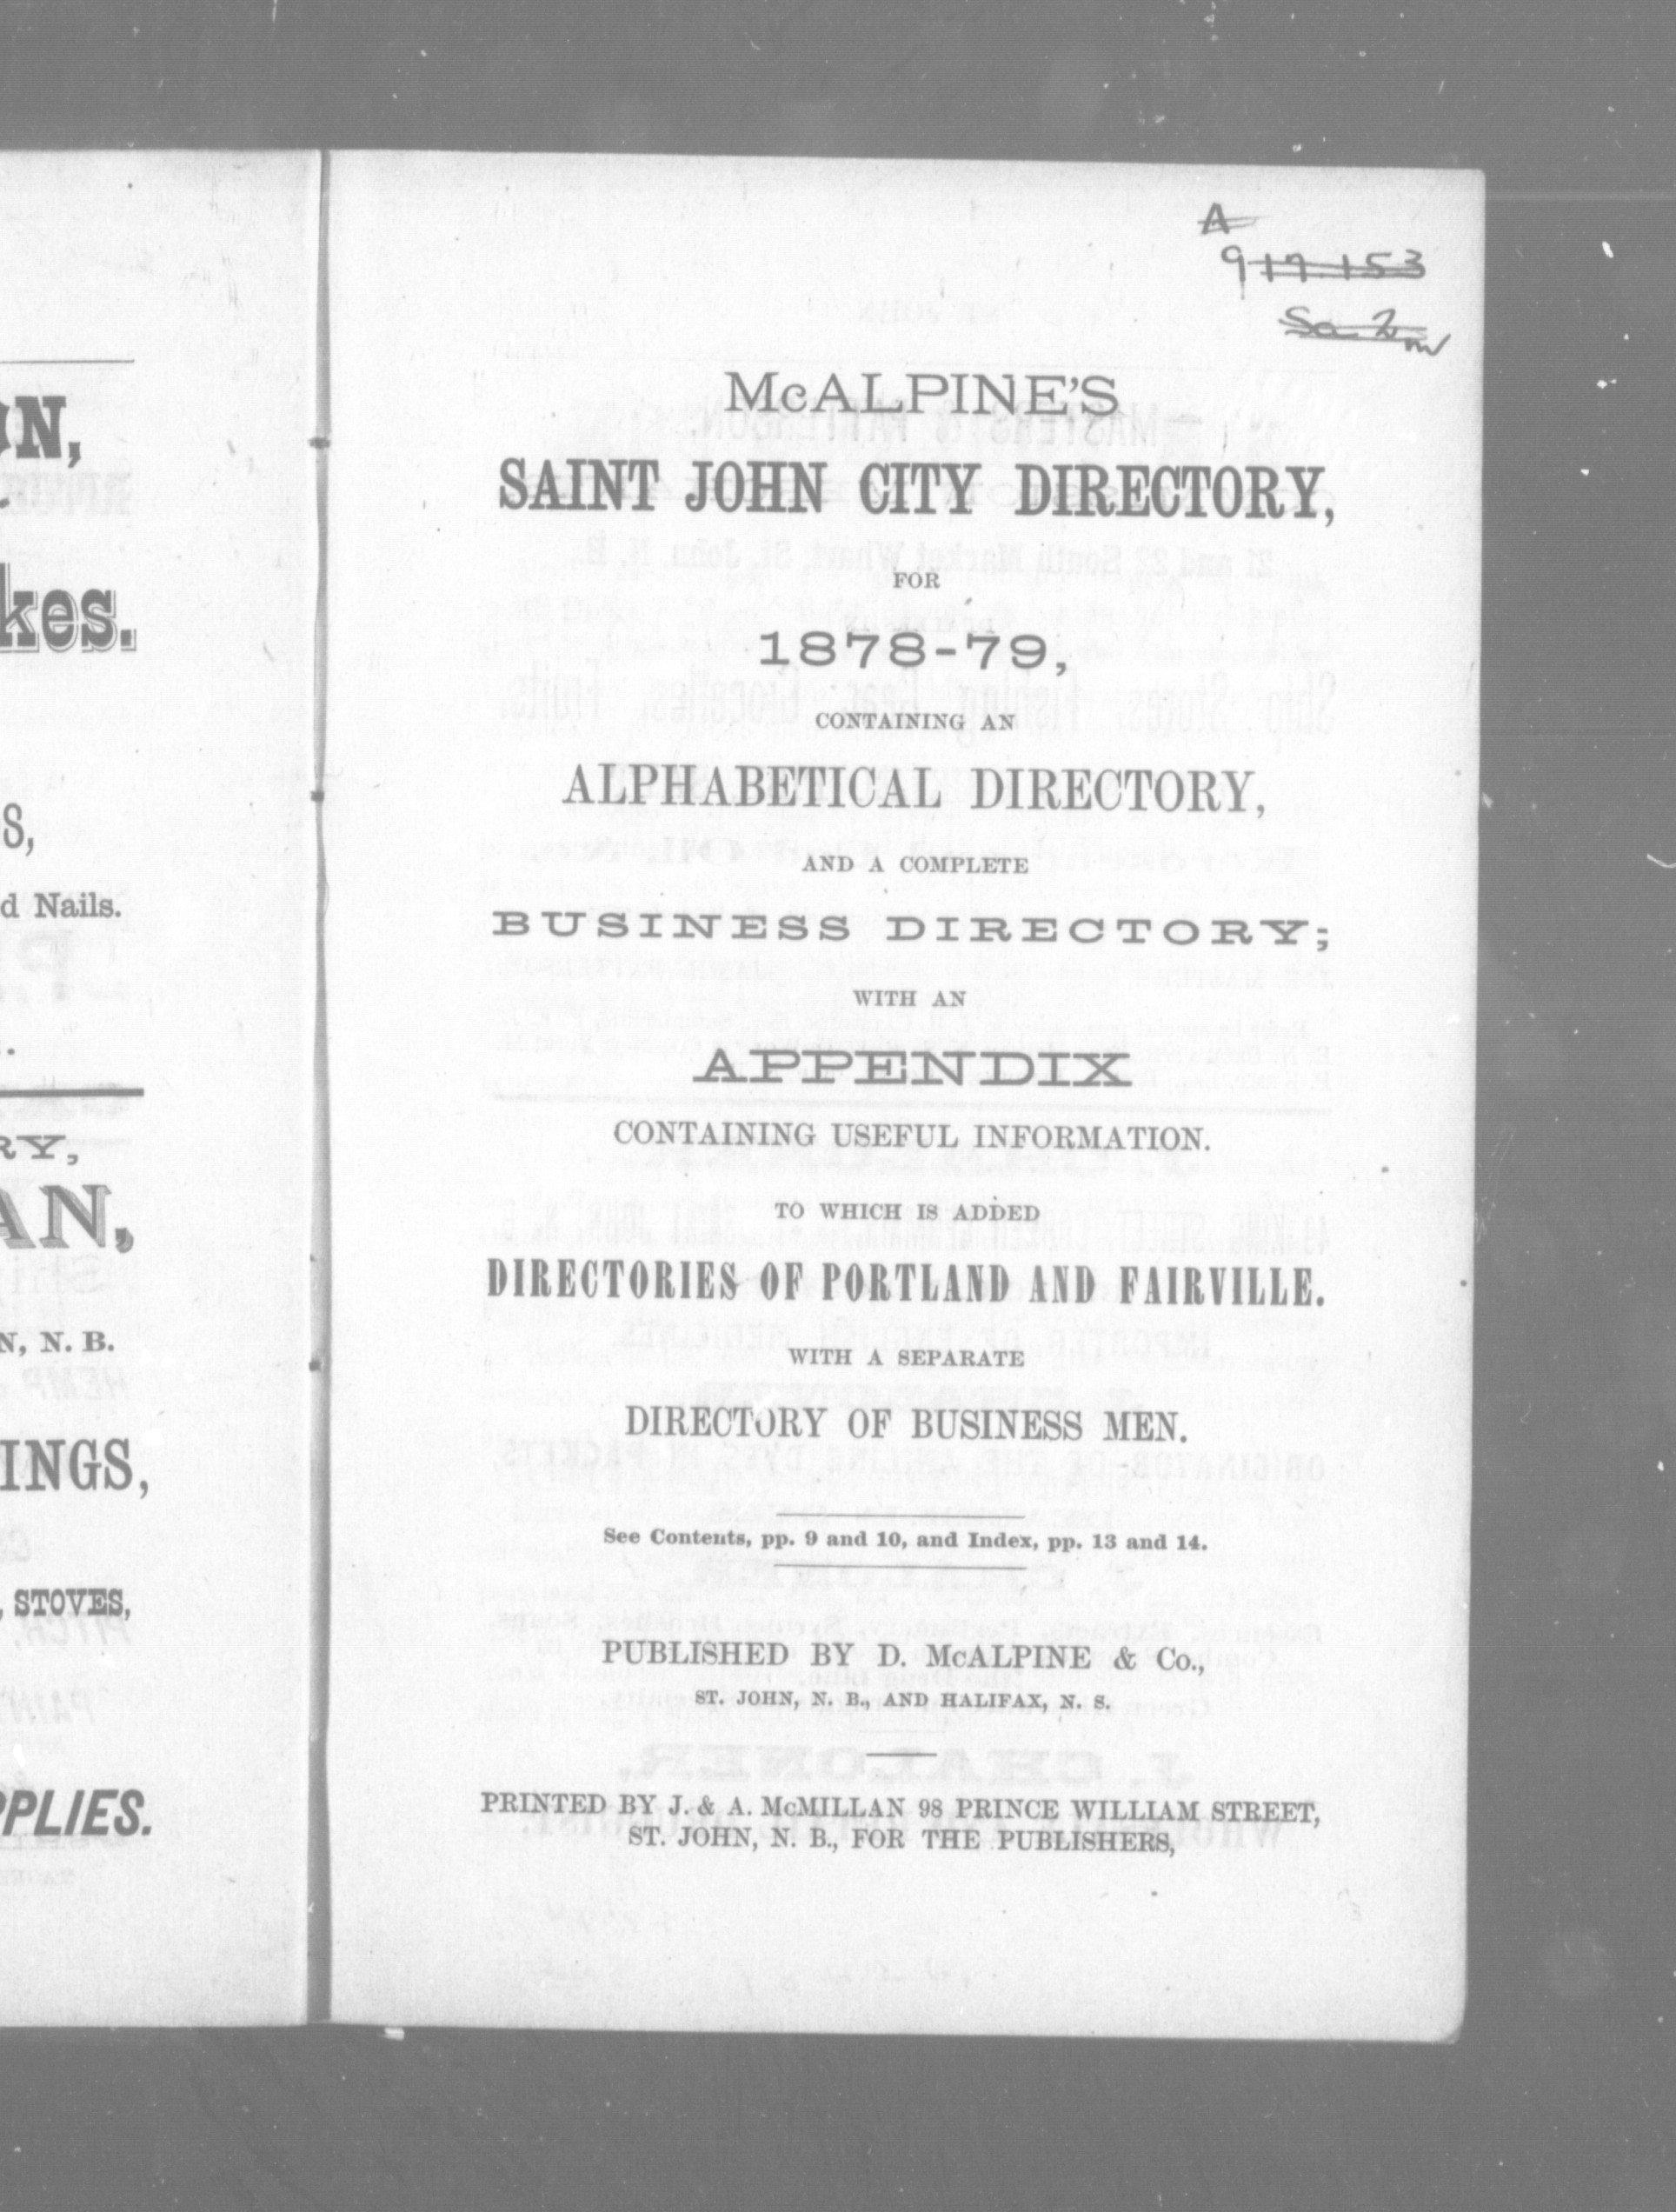 ON,
kes.
S,
d Nails.
RY,
AN,
N, N. B.
INGS,
, STOVES,
PPLIES.
A
917.153
Sa 2
m
McALPINE'S
SAINT JOHN CITY DIRECTORY,
FOR
1878-79,
CONTAINING AN
ALPHABETICAL DIRECTORY,
AND A COMPLETE
BUSINESS DIRECTORY;
WITH AN
APPENDIX
CONTAINING USEFUL INFORMATION.
TO WHICH IS ADDED
DIRECTORIES OF PORTLAND AND FAIRVILLE.
WITH A SEPARATE
DIRECTORY OF BUSINESS MEN.
See Contents, pp. 9 and 10, and Index, pp. 13 and 14.
PUBLISHED BY D. McALPINE & Co.,
ST. JOHN, N. B., AND HALIFAX, N. S.
PRINTED BY J. & A. McMILLAN 98 PRINCE WILLIAM STREET,
ST. JOHN, N. B., FOR THE PUBLISHERS,